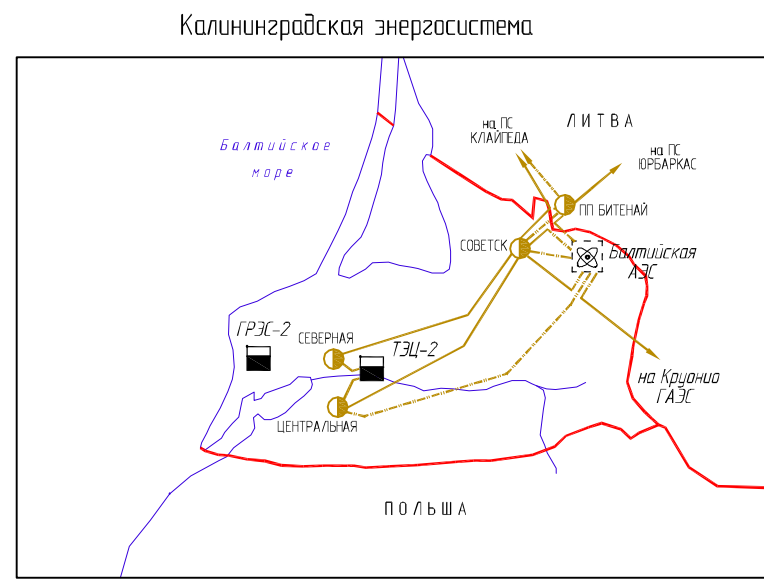 Калининградская энергосистема
ЛИТВА
на ПС
КЛАЙПЕДА
Балтийское
море
на ПС
ЮРБАРКАС
ПП БИТЕНАЙ
СОВЕТСК
Балтийская
АЭС
ГРЭС-2
СЕВЕРНАЯ
ТЭЦ-2
на Круонио
ГАЭС
ЦЕНТРАЛЬНАЯ
ПОЛЬША